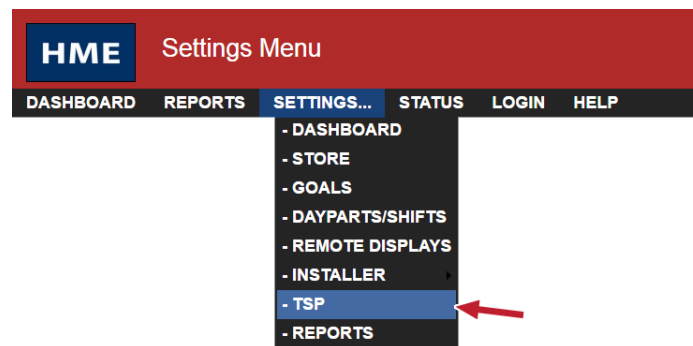 HME Settings Menu
DASHBOARD REPORTS SETTINGS... STATUS LOGIN HELP
- DASHBOARD
- STORE
- GOALS
- DAYPARTS/SHIFTS
- REMOTE DISPLAYS
- INSTALLER
- TSP
- REPORTS